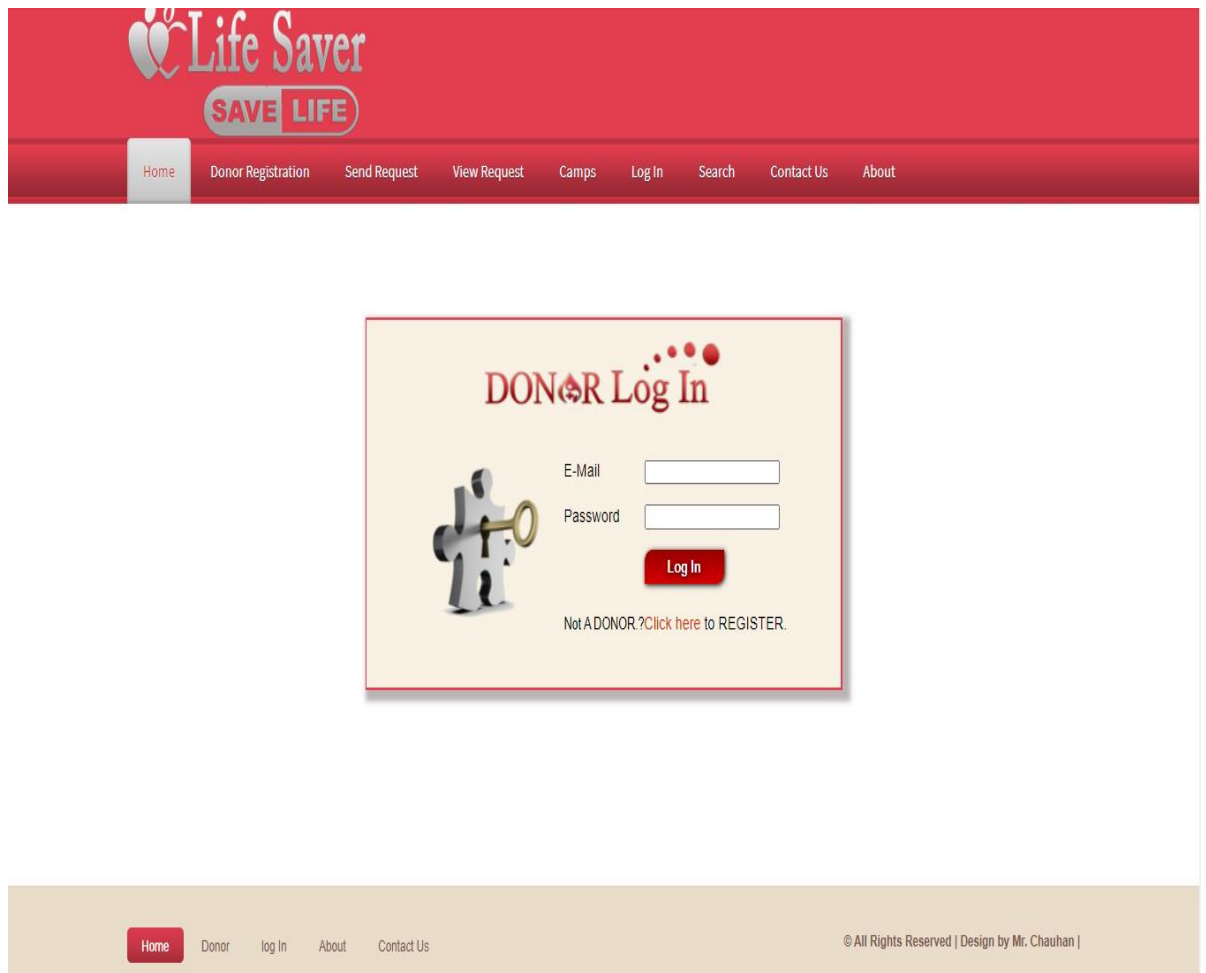 Life Saver
SAVE LIFE
Home Donor Registration Send Request View Request Camps Log In Search Contact Us About
DONOR Log In
E-Mail
Password
Log In
Not A DONOR.?Click here to REGISTER.
Home Donor log In About Contact Us © All Rights Reserved | Design by Mr. Chauhan |